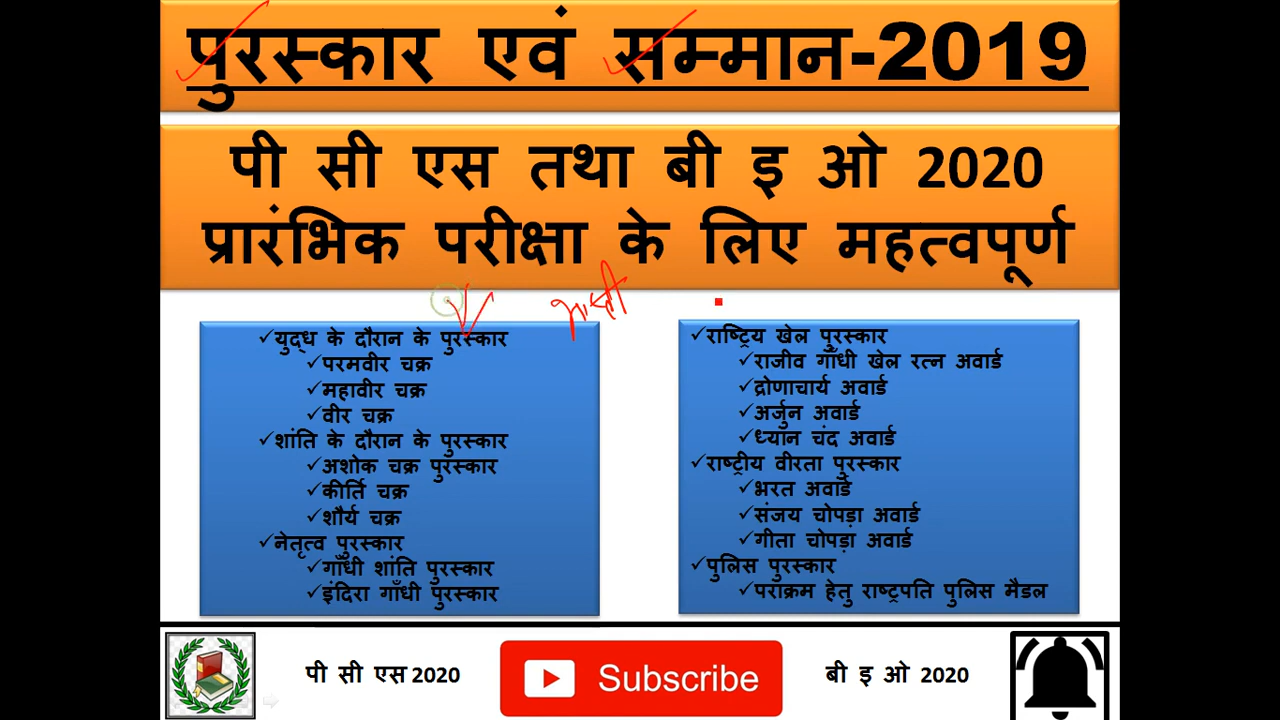 पुरस्कार एवं सम्मान-2019
पी सी एस तथा बी इ ओ 2020
प्रारंभिक परीक्षा के लिए महत्वपूर्ण
युद्ध के दौरान के पुरस्कार
परमवीर चक्र
महावीर चक्र
वीर चक्र
शांति के दौरान के पुरस्कार
अशोक चक्र पुरस्कार
कीर्ति चक्र
शौर्य चक्र
नेतृत्व पुरस्कार
गाँधी शांति पुरस्कार
इंदिरा गाँधी पुरस्कार
राष्ट्रिय खेल पुरस्कार
राजीव गाँधी खेल रत्न अवार्ड
द्रोणाचार्य अवार्ड
अर्जुन अवार्ड
ध्यान चंद अवार्ड
राष्ट्रीय वीरता पुरस्कार
भरत अवार्ड
संजय चोपड़ा अवार्ड
गीता चोपड़ा अवार्ड
पुलिस पुरस्कार
पराक्रम हेतु राष्ट्रपति पुलिस मैडल
पी सी एस 2020
Subscribe
बी इ ओ 2020